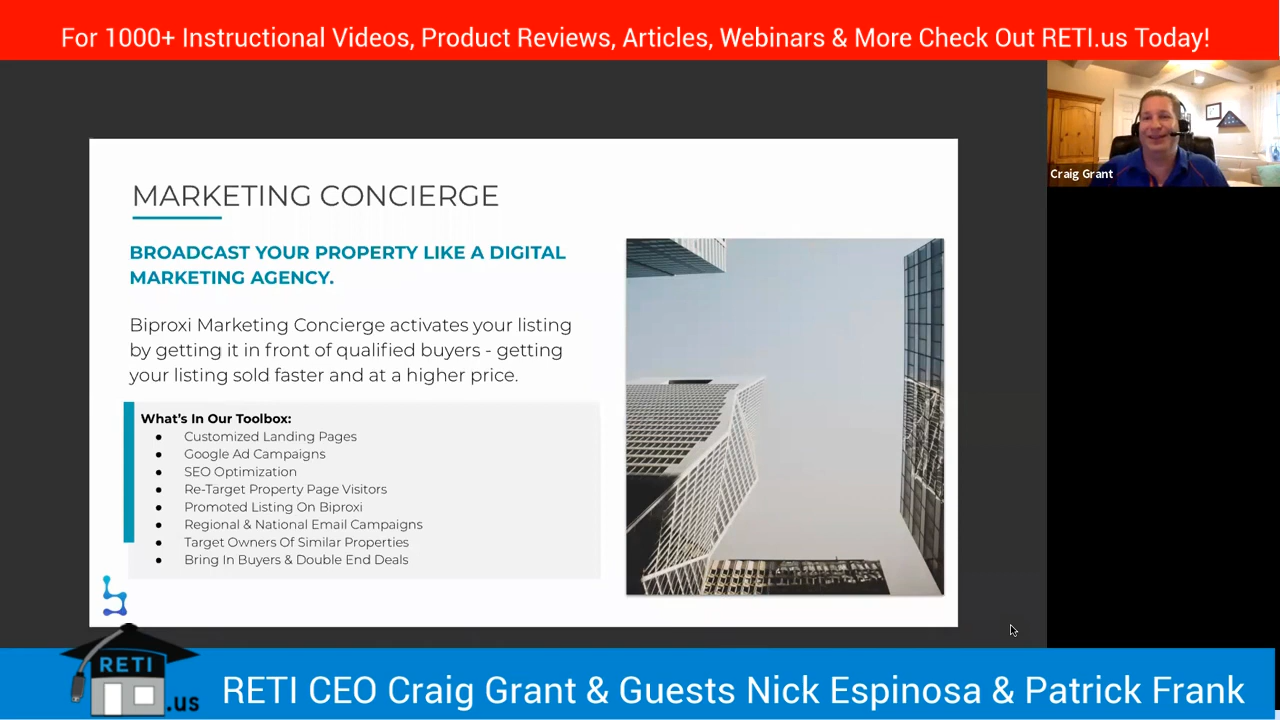 For 1000+ Instructional Videos, Product Reviews, Articles, Webinars & More Check Out RETI.us Today!
Craig Grant
MARKETING CONCIERGE
BROADCAST YOUR PROPERTY LIKE A DIGITAL
MARKETING AGENCY.
Biproxi Marketing Concierge activates your listing
by getting it in front of qualified buyers - getting
your listing sold faster and at a higher price.
What's In Our Toolbox:
● Customized Landing Pages
● Google Ad Campaigns
● SEO Optimization
● Re-Target Property Page Visitors
● Promoted Listing On Biproxi
● Regional & National Email Campaigns
● Target Owners Of Similar Properties
● Bring In Buyers & Double End Deals
RETI
.us
RETI CEO Craig Grant & Guests Nick Espinosa & Patrick Frank